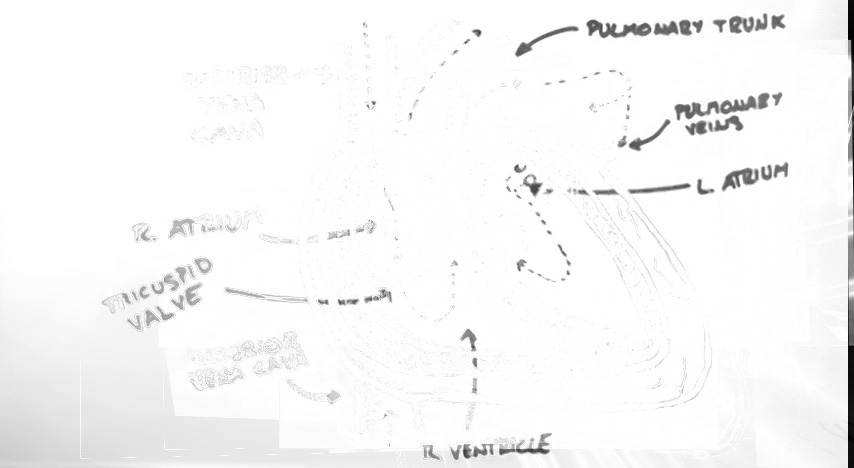 PULMONARY TRUNK
SUPERIOR
VENA
CAVA
PULMONARY
VEINS
L. ATRIUM
R. ATRIUM
TRICUSPID
VALVE
INFERIOR
VENA CAVA
R VENTRICLE